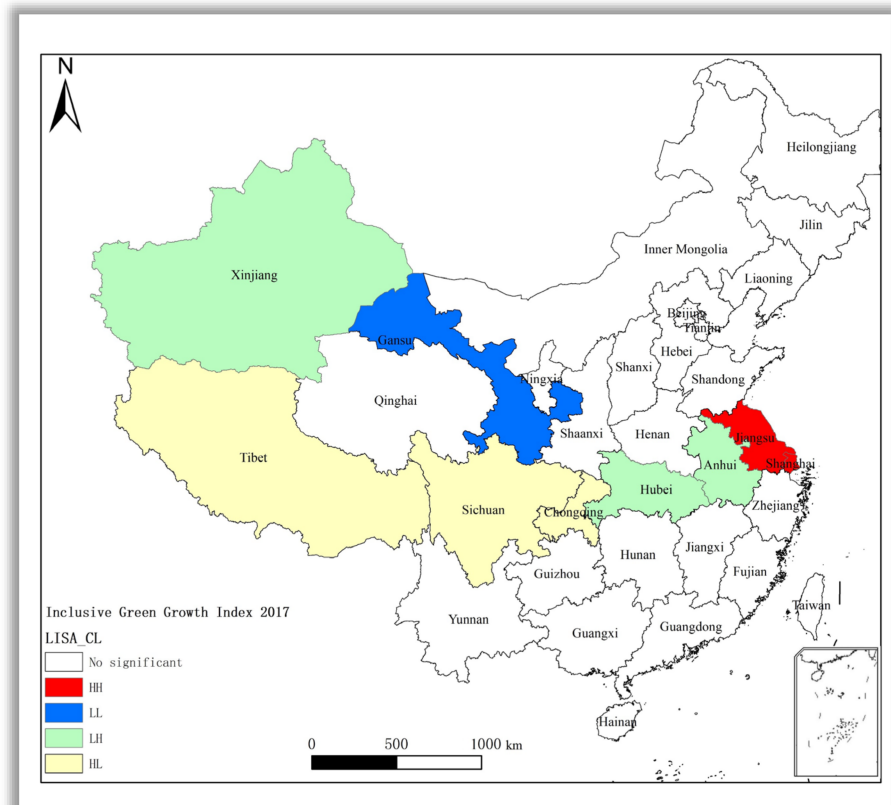 N
Heilongjiang
Jilin
Inner Mongolia
Liaoning
Xinjiang
Beijing
Tianjin
Gansu
Hebei
Shanxi
Ningxia
Shandong
Qinghai
Shaanxi
Henan
Jiangsu
Tibet
Anhui
Shanghai
Hubei
Sichuan
Chongqing
Zhejiang
Hunan
Jiangxi
Guizhou
Fujian
Taiwan
Yunnan
Guangxi
Guangdong
Hainan
Inclusive Green Growth Index 2017
LISA_CL
No significant
HH
LL
LH
HL
0 500 1000 km